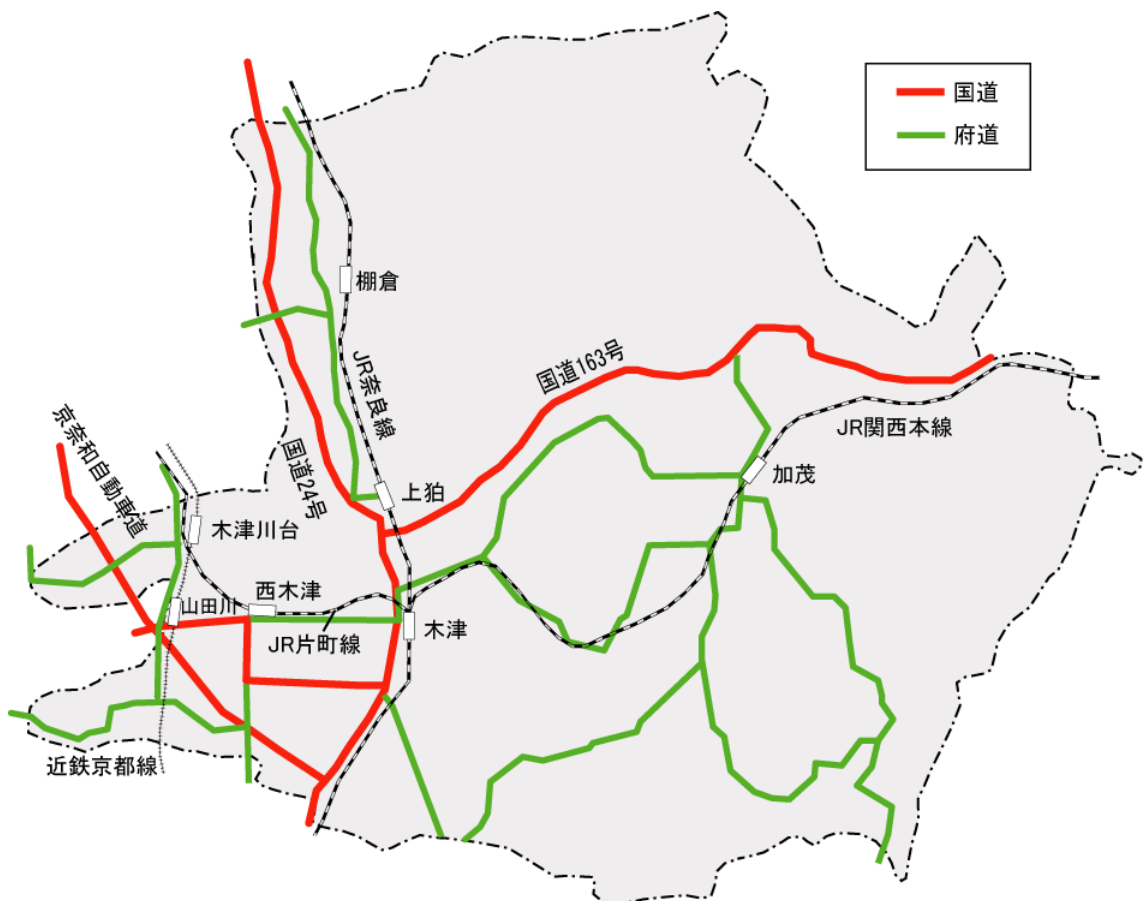 国道
府道
棚倉
JR奈良線
国道163号
JR関西本線
京奈和自動車道
国道24号
上狛
加茂
木津川台
山田川
西木津
JR片町線
木津
近鉄京都線